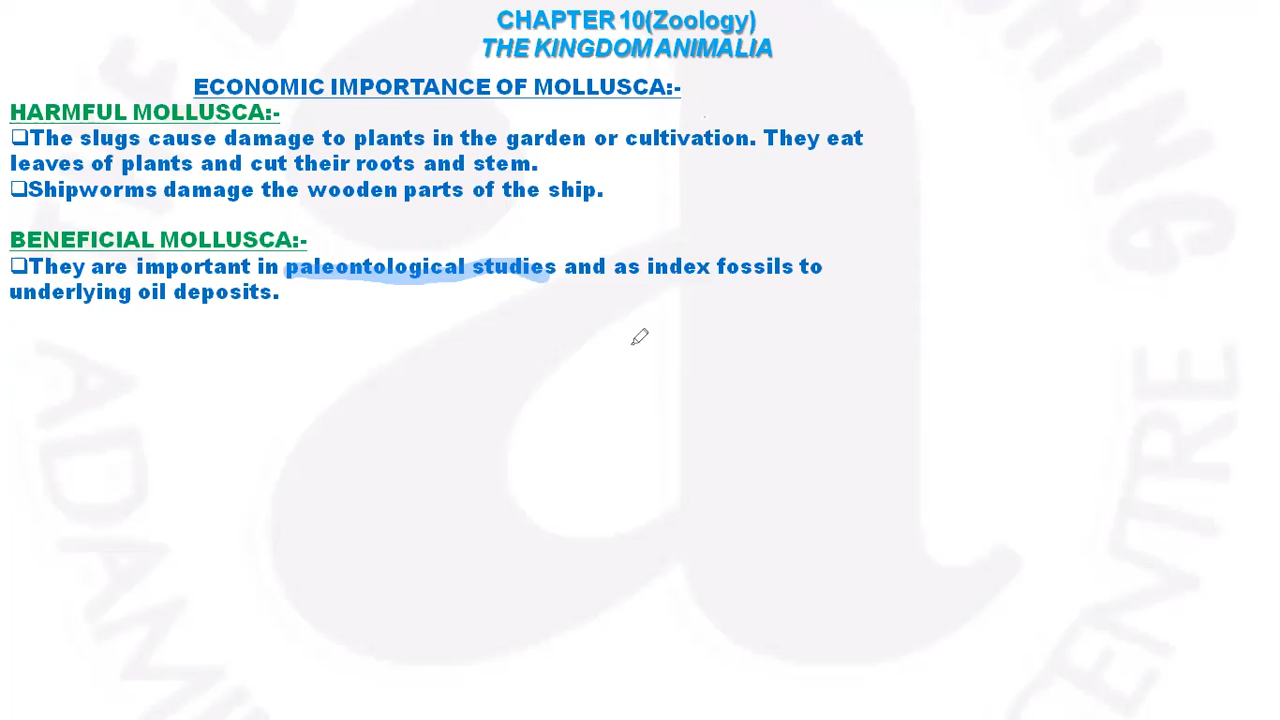 CHAPTER 10(Zoology)
THE KINGDOM ANIMALIA
ECONOMIC IMPORTANCE OF MOLLUSCA:-
HARMFUL MOLLUSCA:-
❑The slugs cause damage to plants in the garden or cultivation. They eat
leaves of plants and cut their roots and stem.
❑Shipworms damage the wooden parts of the ship.
BENEFICIAL MOLLUSCA:-
❑They are important in paleontological studies and as index fossils to
underlying oil deposits.